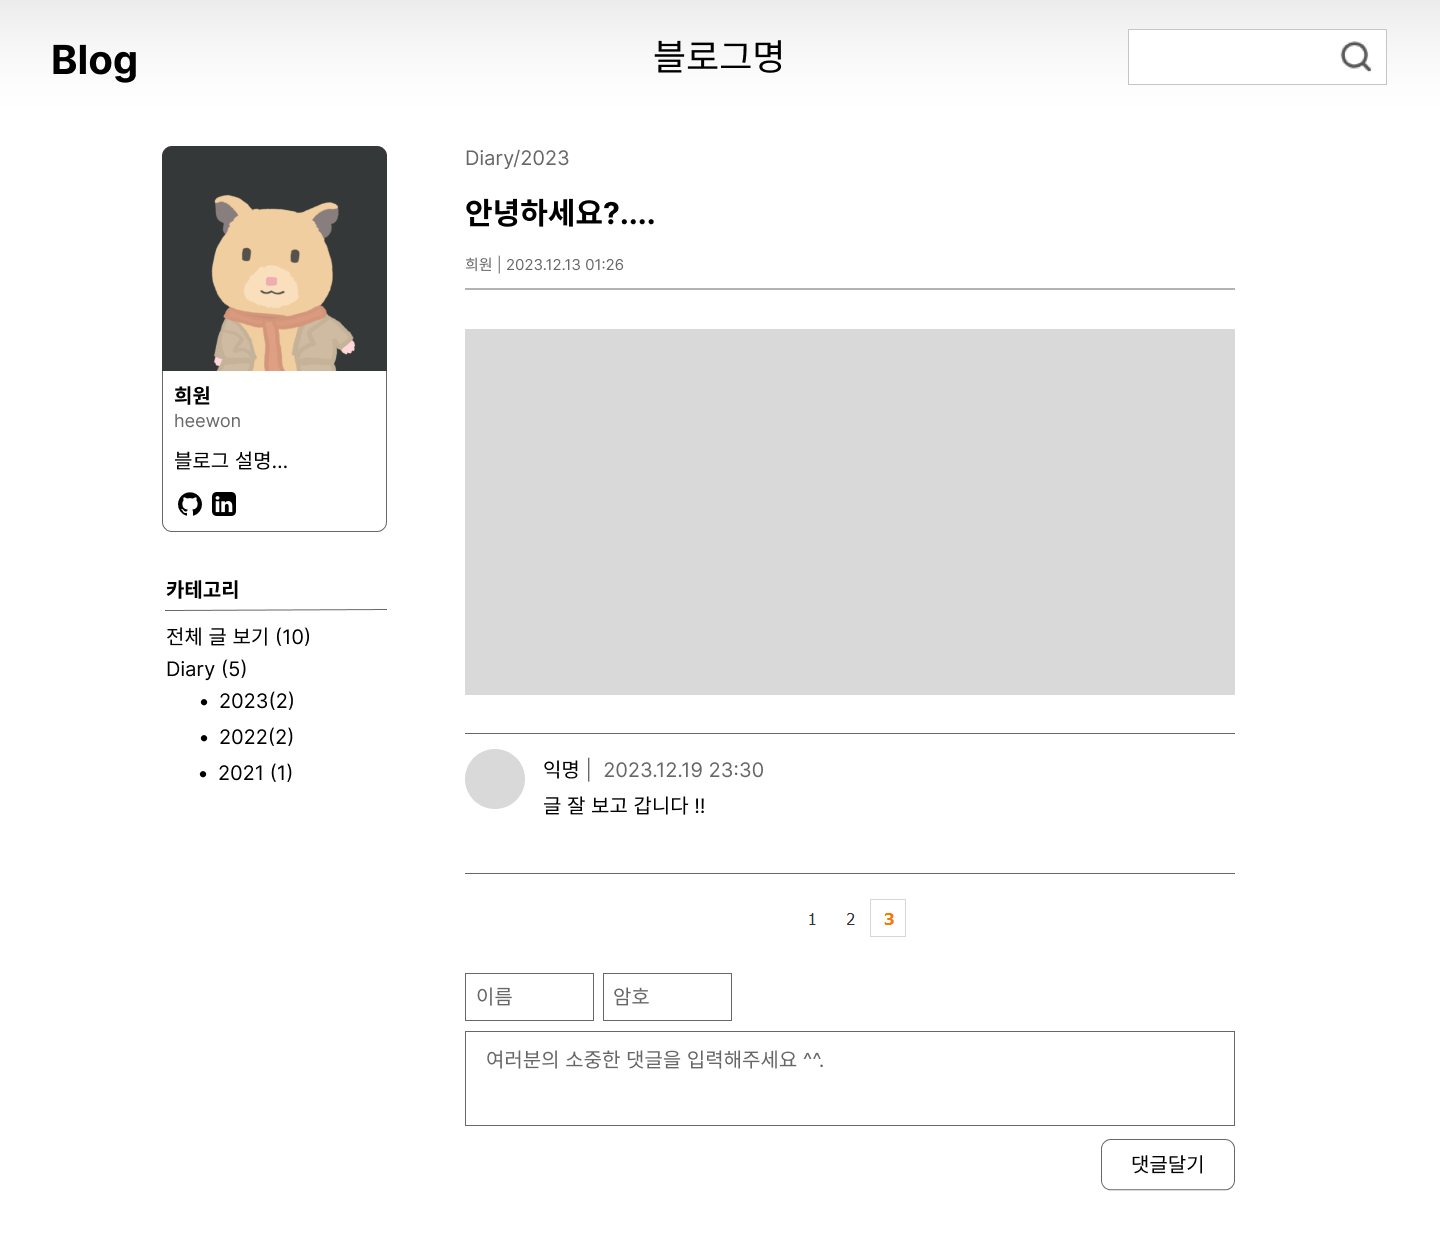 Blog
블로그명
희원
heewon
블로그 설명...
in
카테고리
전체 글 보기 (10)
Diary (5)
• 2023(2)
• 2022(2)
• 2021 (1)
Diary/2023
안녕하세요?....
희원 | 2023.12.13 01:26
익명 | 2023.12.19 23:30
글 잘 보고 갑니다 !!
1 2 3
이름 암호
여러분의 소중한 댓글을 입력해주세요 ^^.
댓글달기